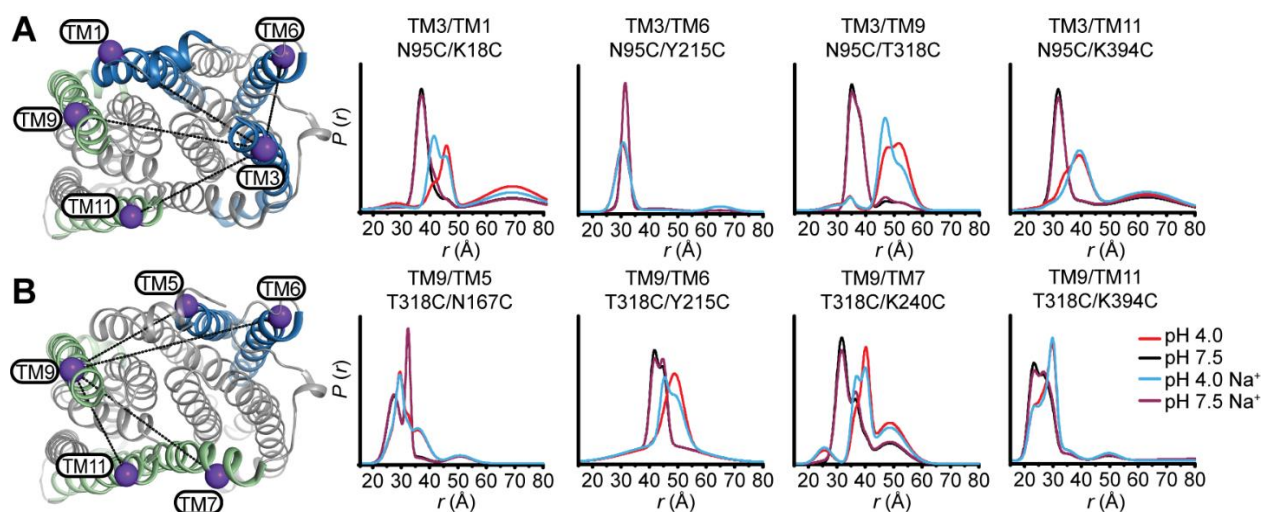 A
TM1
TM6
TM9
TM3
TM11
TM3/TM1
N95C/K18C
TM3/TM6
N95C/Y215C
TM3/TM9
N95C/T318C
TM3/TM11
N95C/K394C
P (r)
20 30 40 50 60 70 80
20 30 40 50 60 70 80
20 30 40 50 60 70 80
20 30 40 50 60 70 80
r (Å)
r (Å)
r (Å)
r (Å)
B
TM5
TM6
TM9
TM11
TM7
TM9/TM5
T318C/N167C
TM9/TM6
T318C/Y215C
TM9/TM7
T318C/K240C
TM9/TM11
T318C/K394C
P (r)
pH 4.0
pH 7.5
pH 4.0 Na⁺
pH 7.5 Na⁺
20 30 40 50 60 70 80
20 30 40 50 60 70 80
20 30 40 50 60 70 80
20 30 40 50 60 70 80
r (Å)
r (Å)
r (Å)
r (Å)